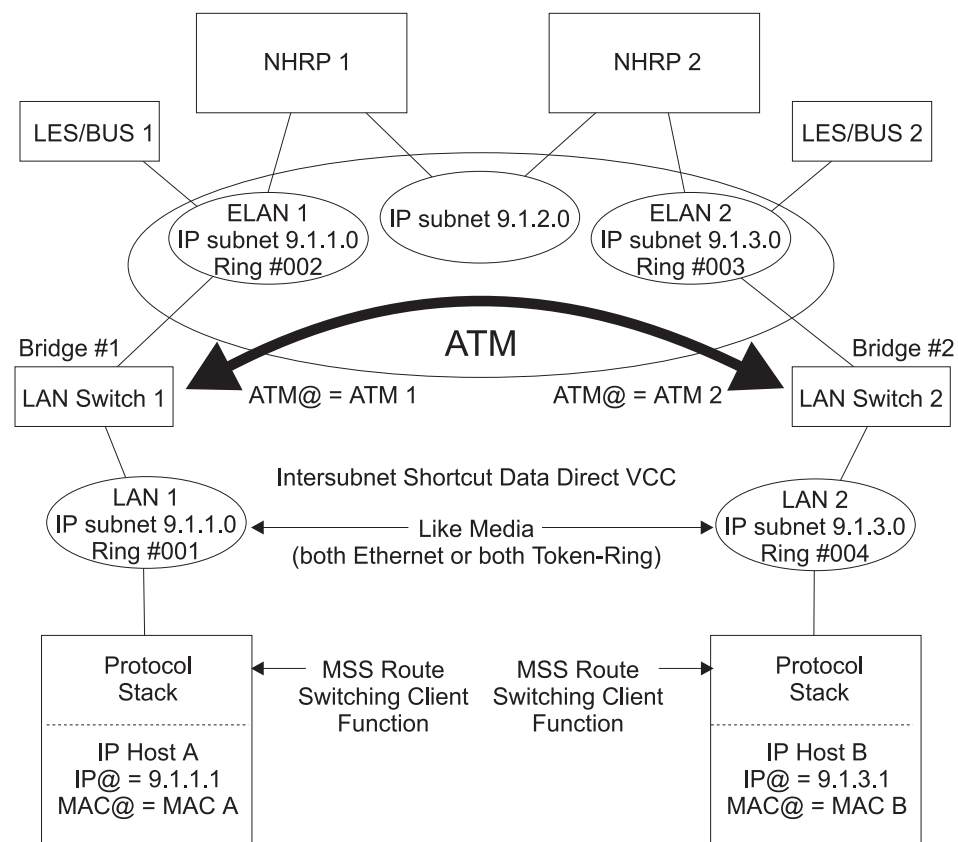 NHRP 1
NHRP 2
LES/BUS 1
LES/BUS 2
ELAN 1
IP subnet 9.1.1.0
Ring #002
IP subnet 9.1.2.0
ELAN 2
IP subnet 9.1.3.0
Ring #003
Bridge #1
ATM
Bridge #2
LAN Switch 1
ATM@ = ATM 1
ATM@ = ATM 2
LAN Switch 2
Intersubnet Shortcut Data Direct VCC
LAN 1
IP subnet 9.1.1.0
Ring #001
Like Media
(both Ethernet or both Token-Ring)
LAN 2
IP subnet 9.1.3.0
Ring #004
Protocol
Stack
MSS Route
Switching Client
Function
MSS Route
Switching Client
Function
Protocol
Stack
IP Host A
IP@ = 9.1.1.1
MAC@ = MAC A
IP Host B
IP@ = 9.1.3.1
MAC@ = MAC B